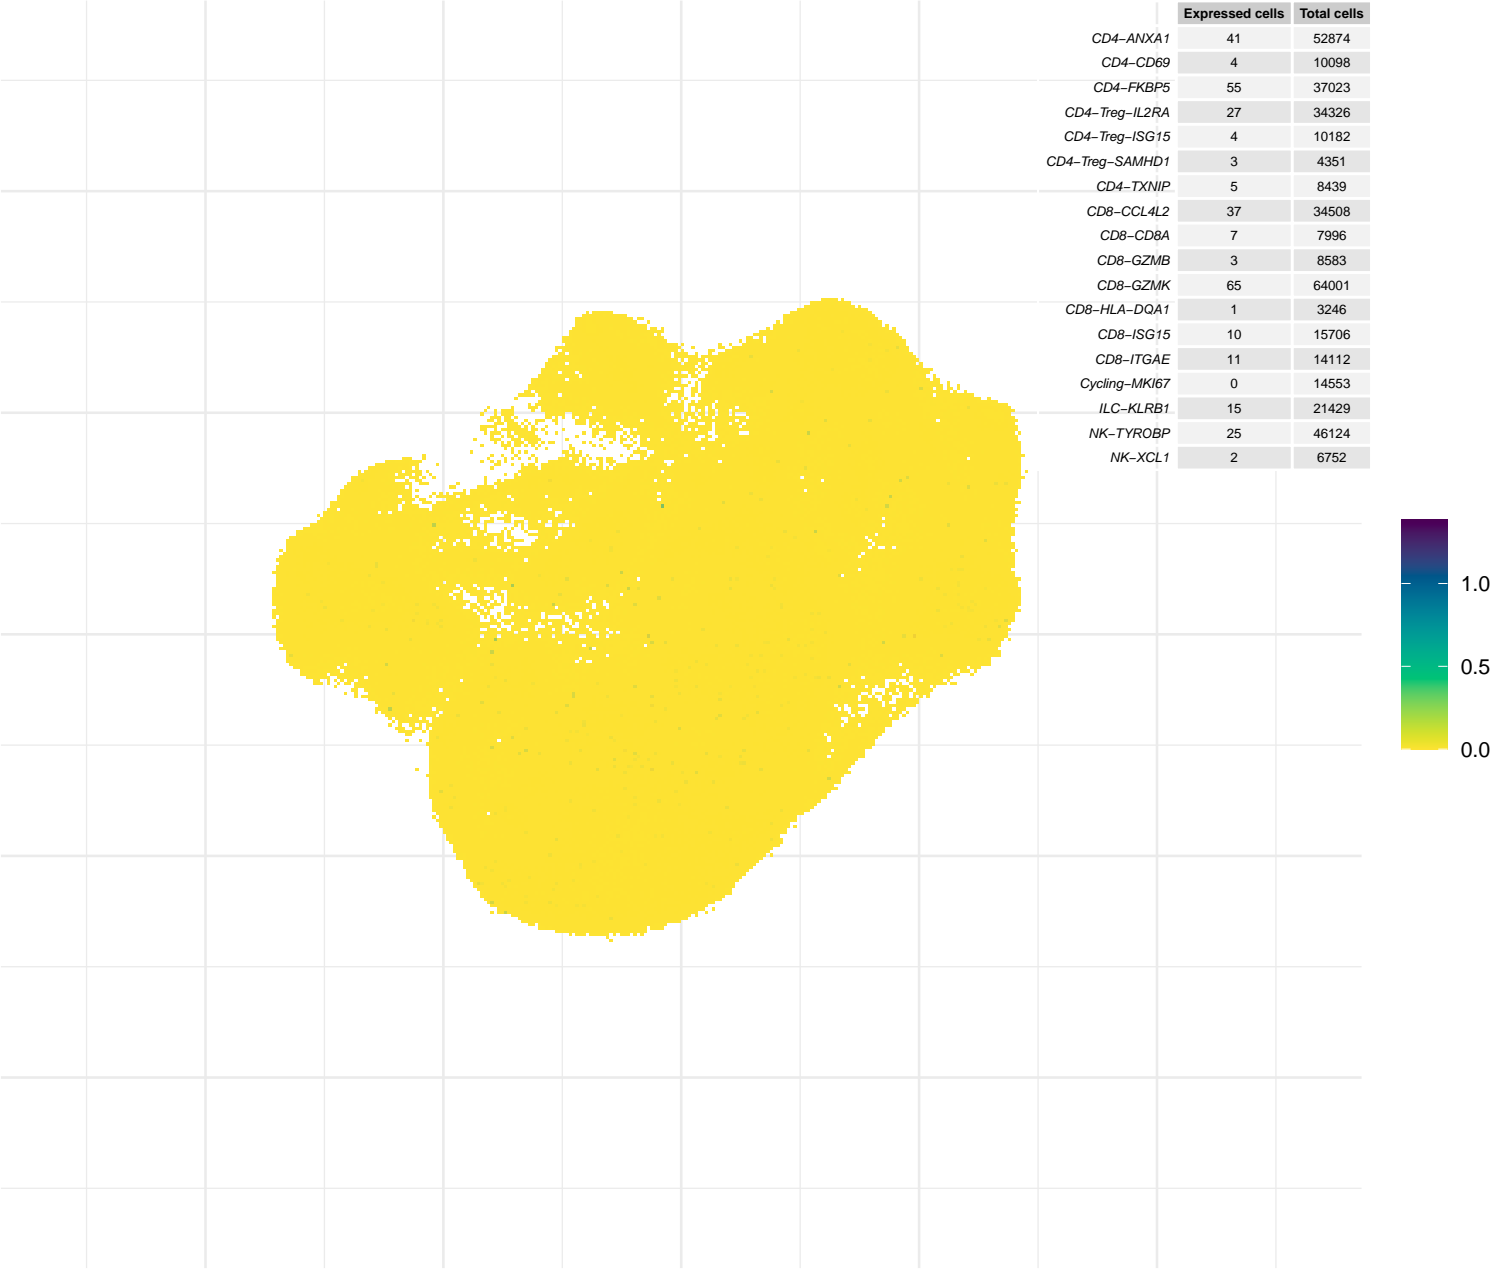 Expressed cells Total cells
CD4−ANXA1 41 52874
CD4−CD69 4 10098
CD4−FKBP5 55 37023
CD4−Treg−IL2RA 27 34326
CD4−Treg−ISG15 4 10182
CD4−Treg−SAMHD1 3 4351
CD4−TXNIP 5 8439
CD8−CCL4L2 37 34508
CD8−CD8A 7 7996
CD8−GZMB 3 8583
CD8−GZMK 65 64001
CD8−HLA−DQA1 1 3246
CD8−ISG15 10 15706
CD8−ITGAE 11 14112
Cycling−MKI67 0 14553
ILC−KLRB1 15 21429
NK−TYROBP 25 46124
NK−XCL1 2 6752
1.0
0.5
0.0